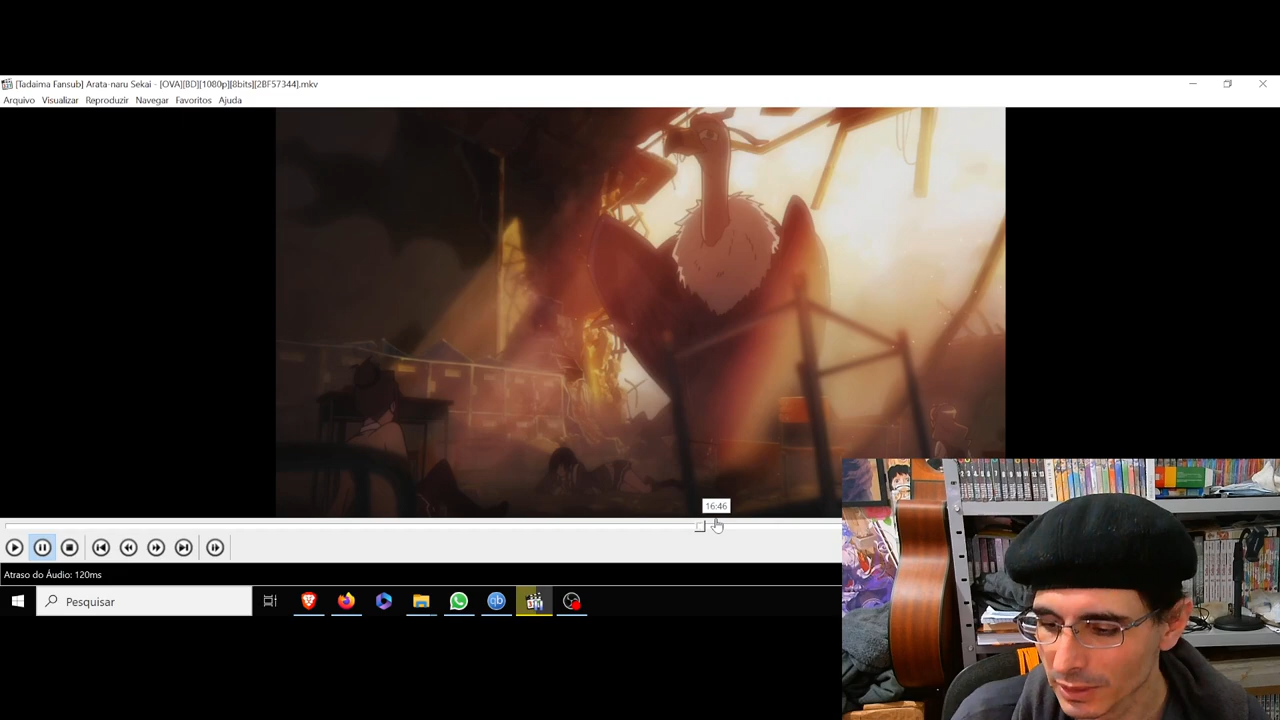 [Tadaima Fansub] Arata-naru Sekai - [OVA][BD][1080p][8bits][2BF57344].mkv
Arquivo Visualizar Reproduzir Navegar Favoritos Ajuda
16:46
Atraso do Áudio: 120ms
Pesquisar
qb